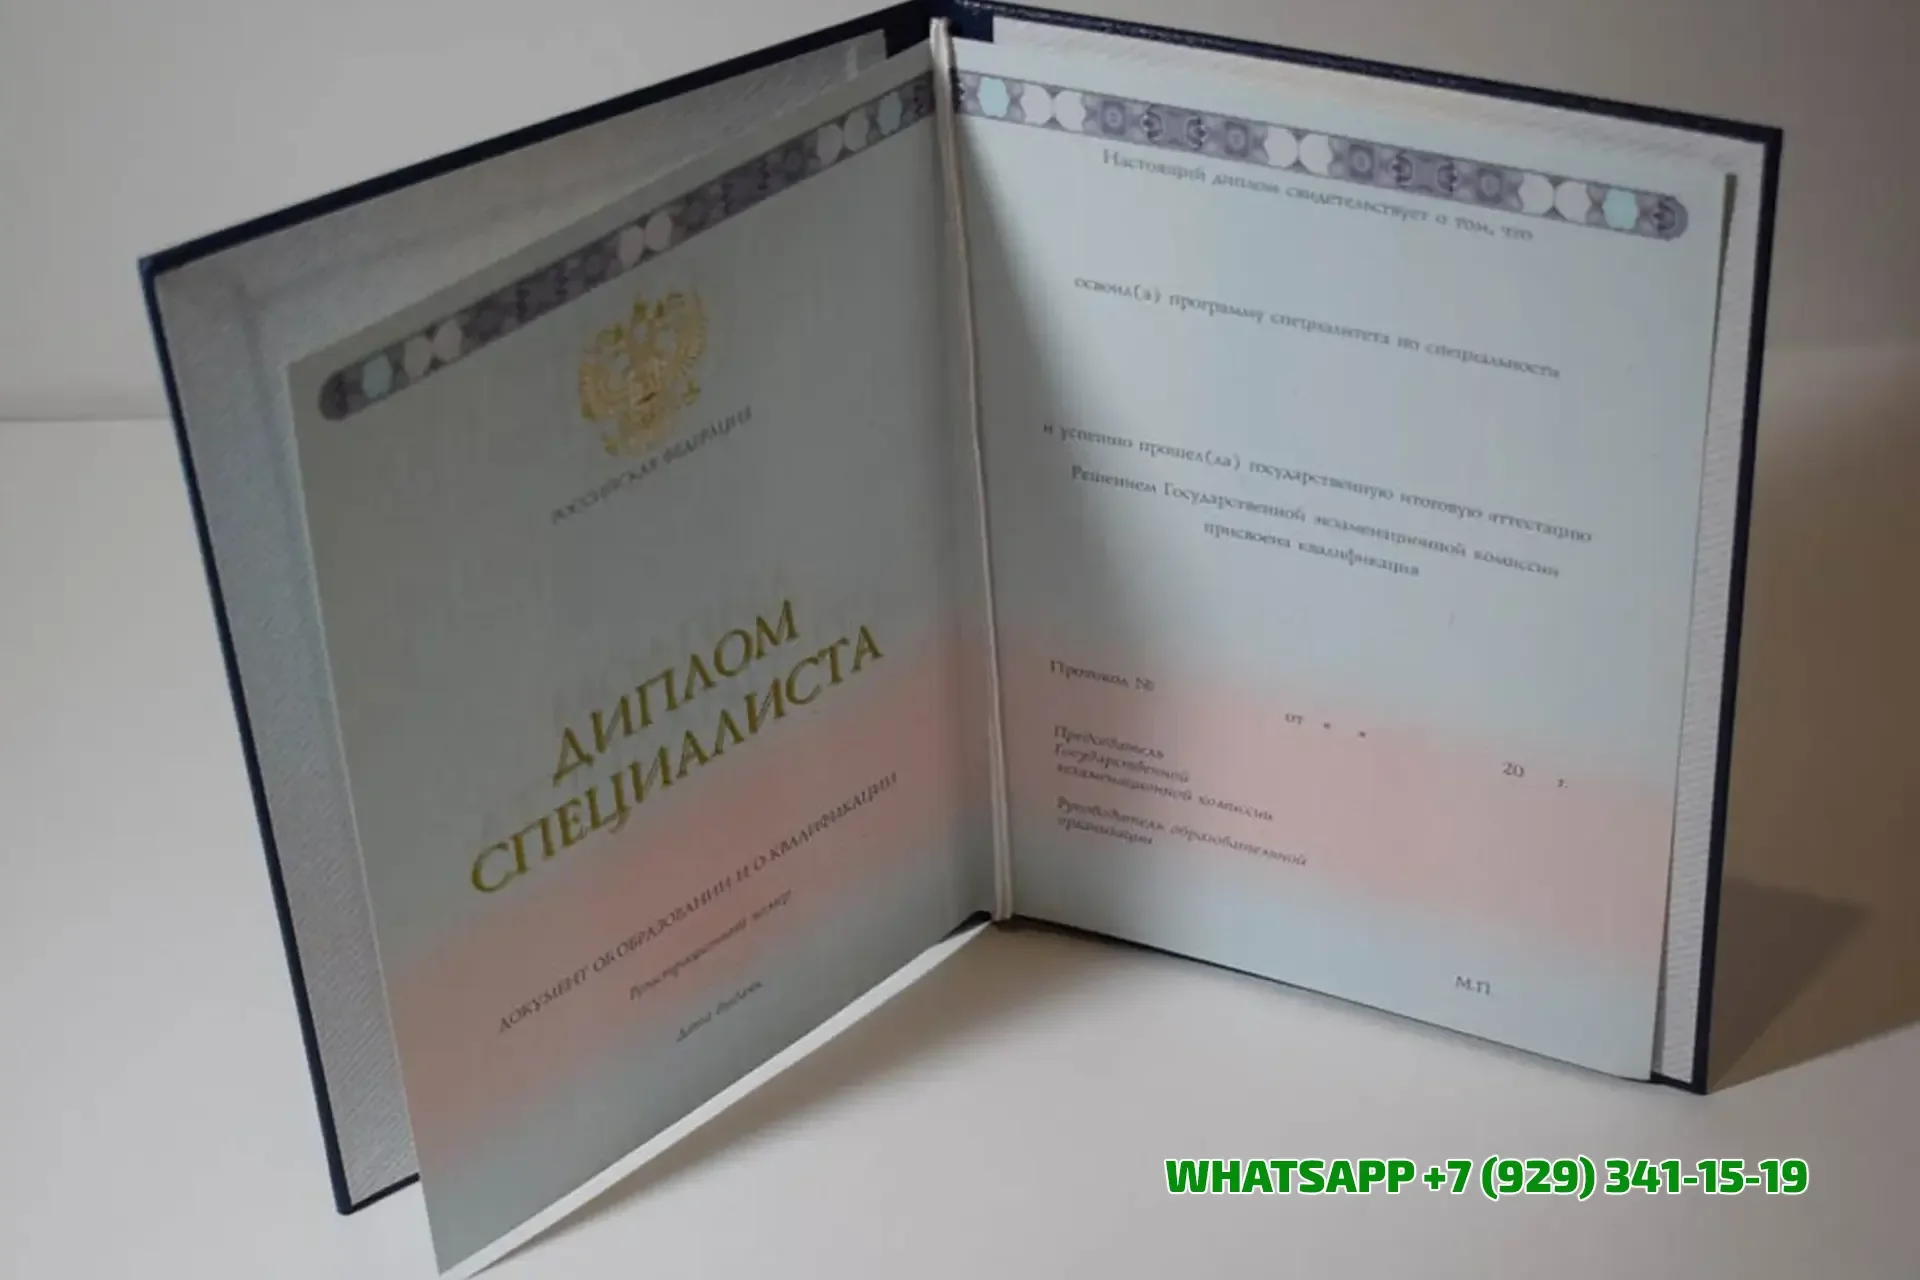 РОССИЙСКАЯ ФЕДЕРАЦИЯ
ДИПЛОМ
СПЕЦИАЛИСТА
ДОКУМЕНТ ОБ ОБРАЗОВАНИИ И О КВАЛИФИКАЦИИ
Регистрационный номер
Дата выдачи
Настоящий диплом свидетельствует о том, что
освоил(а) программу специалитета по специальности
и успешно прошел(ла) государственную итоговую аттестацию
Решением Государственной экзаменационной комиссии
присвоена квалификация
Протокол №
от « »
20 г.
Председатель
Государственной
экзаменационной комиссии
Руководитель образовательной
организации
М.П.
WHATSAPP +7 (929) 341-15-19